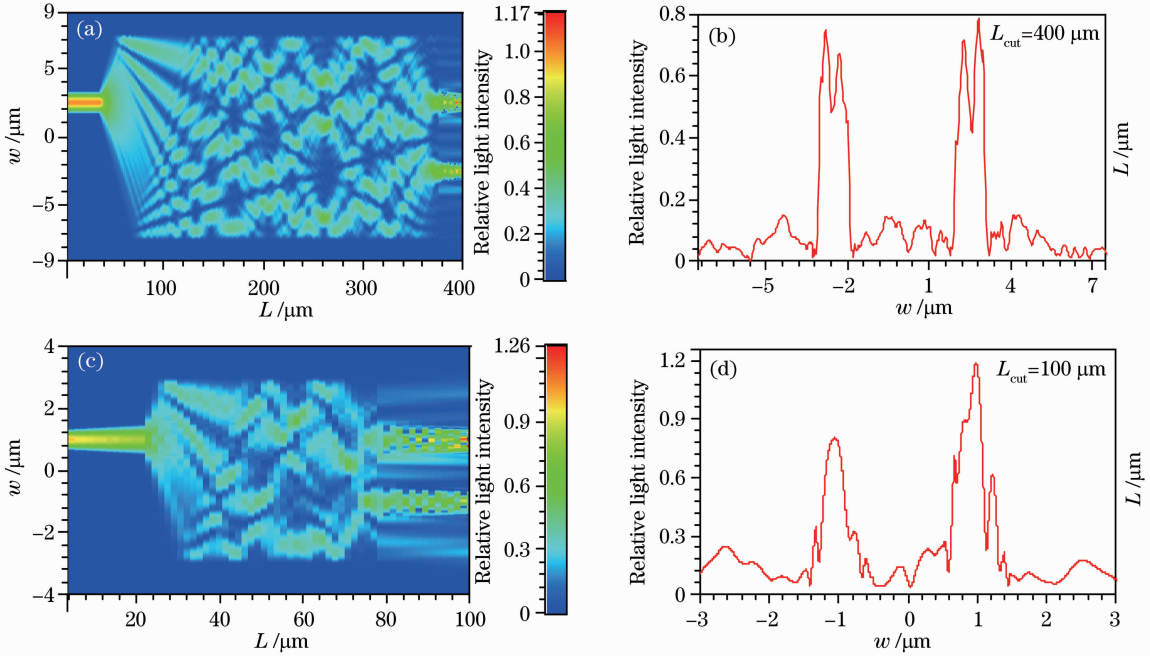 (a)
9
5
0
−5
−9
w /μm
100
200
300
400
L /μm
1.17
1.0
0.8
0.6
0.4
0.2
0
Relative light intensity
(b)
Lcut=400 μm
0.8
0.6
0.4
0.2
0
Relative light intensity
−5
−2
1
4
7
w /μm
L /μm
(c)
4
2
0
−2
−4
w /μm
20
40
60
80
100
L /μm
1.26
0.9
0.6
0.3
0
Relative light intensity
(d)
Lcut=100 μm
1.2
0.9
0.6
0.3
0
Relative light intensity
−3
−2
−1
0
1
2
3
w /μm
L /μm